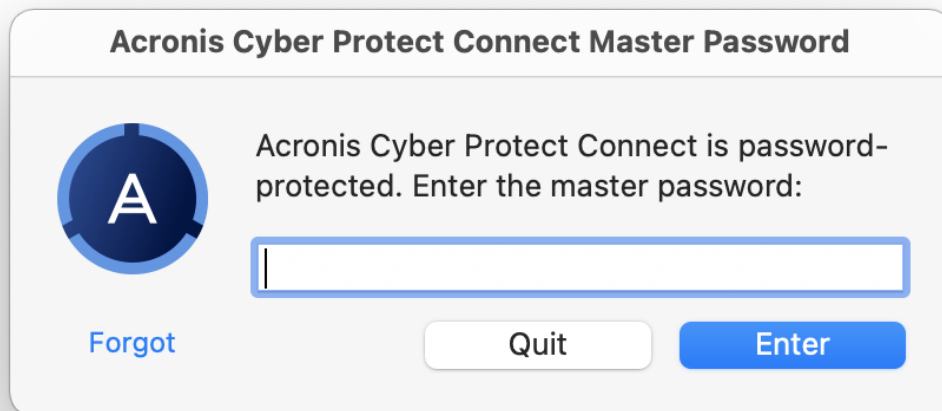 Acronis Cyber Protect Connect Master Password
Acronis Cyber Protect Connect is password-
protected. Enter the master password:
Forgot
Quit
Enter